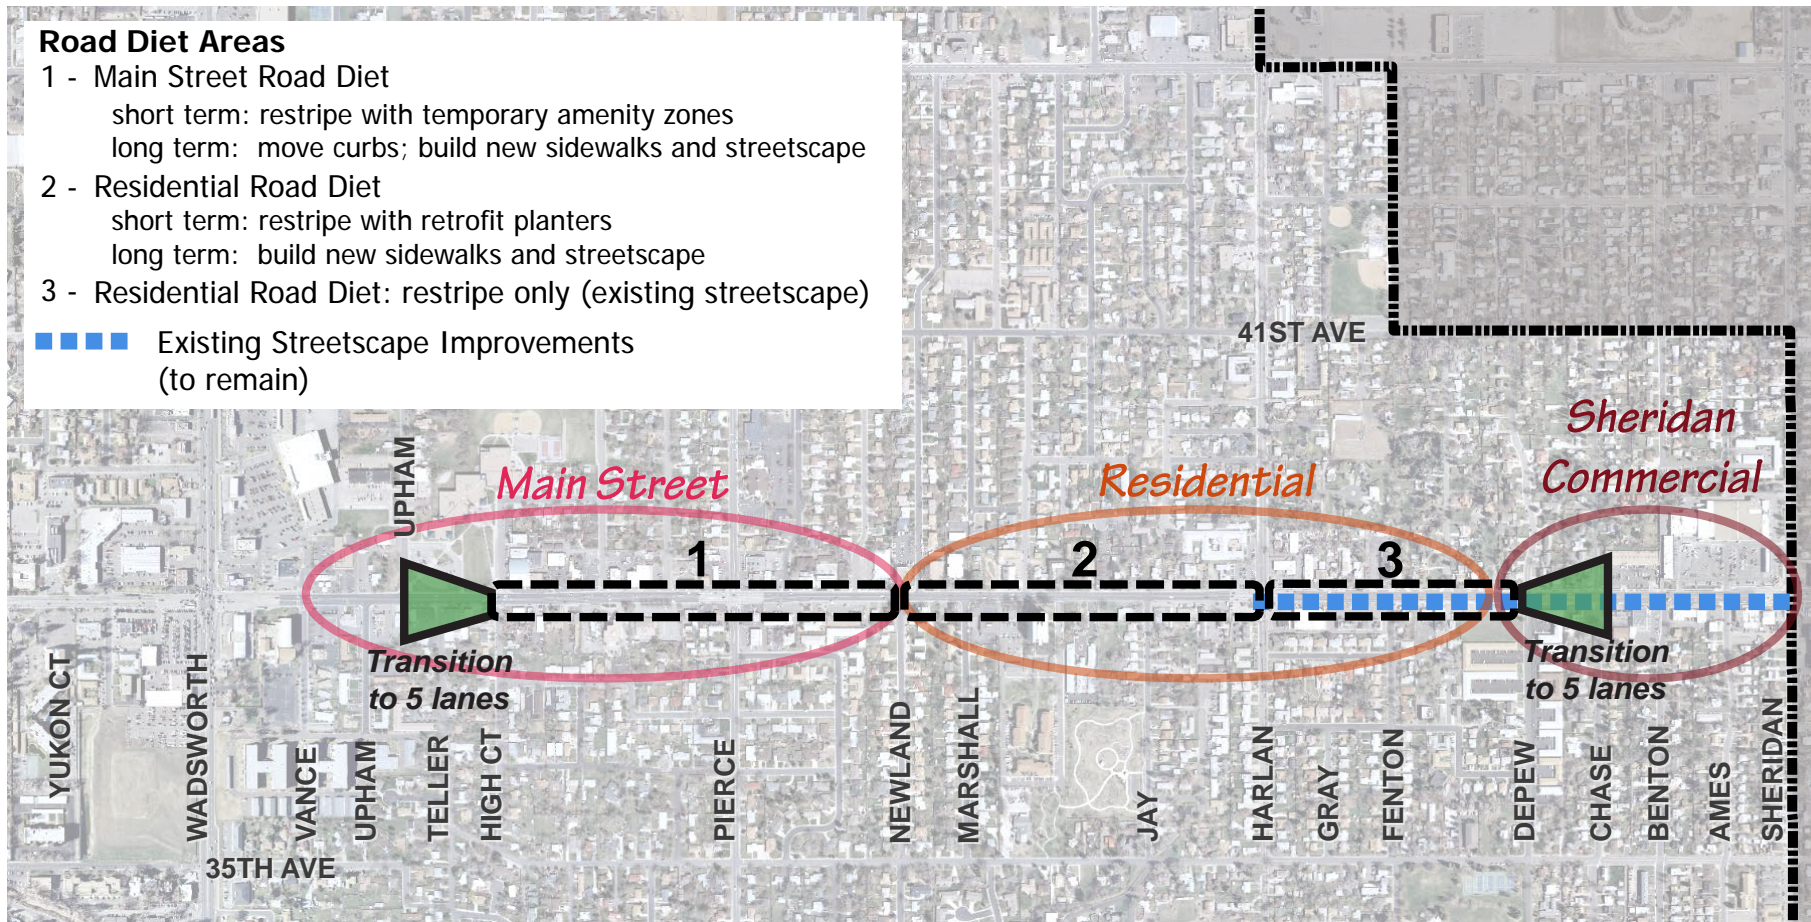 Road Diet Areas
1 - Main Street Road Diet
short term: restripe with temporary amenity zones
long term: move curbs; build new sidewalks and streetscape
2 - Residential Road Diet
short term: restripe with retrofit planters
long term: build new sidewalks and streetscape
3 - Residential Road Diet: restripe only (existing streetscape)
Existing Streetscape Improvements
(to remain)
41ST AVE
Sheridan
Commercial
UPHAM
Main Street
Residential
1
2
3
Transition
to 5 lanes
Transition
to 5 lanes
YUKON CT
WADSWORTH
VANCE
UPHAM
TELLER
HIGH CT
PIERCE
NEWLAND
MARSHALL
JAY
HARLAN
GRAY
FENTON
DEPEW
CHASE
BENTON
AMES
SHERIDAN
35TH AVE